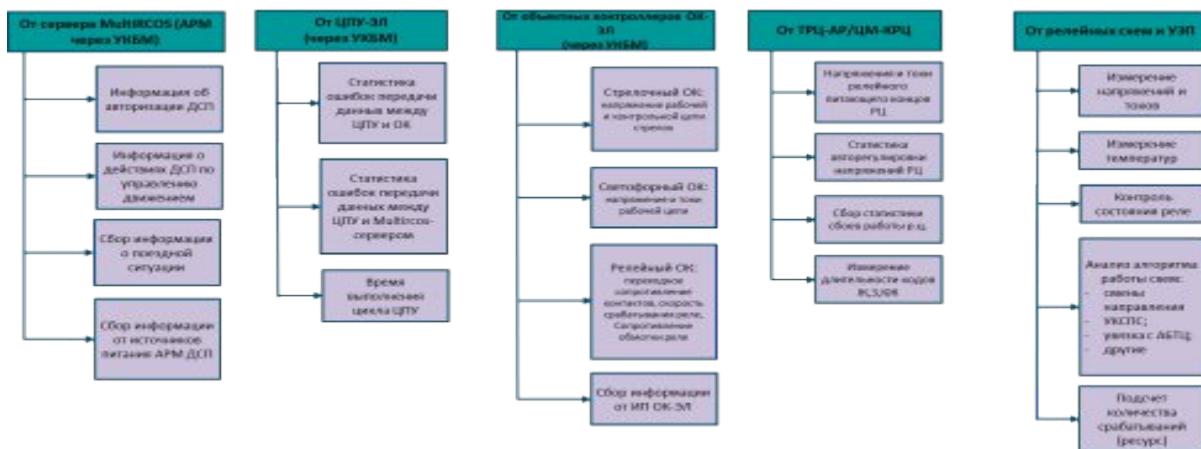 От сервера MultiRCOS (АРМ
через УКБМ)
Информация об
авторизации ДСП
Информация о
действиях ДСП по
управлению
движением
Сбор информации
о поездной
ситуации
Сбор информации
от источников
питания АРМ ДСП
От ЦПУ-ЭЛ
(через УКБМ)
Статистика
ошибок передачи
данных между
ЦПУ и ОК
Статистика
ошибок передачи
данных между
ЦПУ и Multircos-
сервером
Время
выполнения
цикла ЦПУ
От объектных контроллеров ОК-
ЭЛ
(через УКБМ)
Стрелочный ОК:
напряжение рабочей
и контрольной цепи
стрелок
Светофорный ОК:
напряжение и токи
рабочей цепи
Релейный ОК:
переходное
сопротивление
контактов, скорость
срабатывания реле,
Сопротивление
обмотки реле
Сбор информации
от ИП ОК-ЭЛ
От ТРЦ-АР/ЦМ-КРЦ
Напряжения и токи
релейного
питающего концов
РЦ
Статистика
авторегулировки
напряжений РЦ
Сбор статистики
сбоев работы р.ц.
Измерение
длительности кодов
От релейных схем и УЭП
Измерение
напряжений и
токов
Измерение
температур
Контроль
состояния реле
Анализ алгоритма
работы схем:
- смены
направления
- УКСПС;
- увязка с АБТЦ;
- другие
Подсчет
количества
срабатываний
(ресурс)